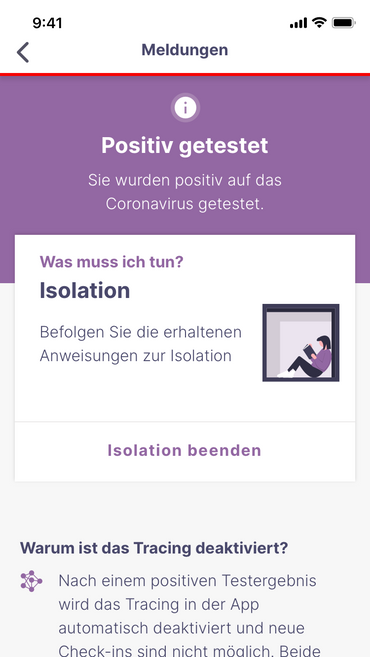 9:41
Meldungen
Positiv getestet
Sie wurden positiv auf das
Coronavirus getestet.
Was muss ich tun?
Isolation
Befolgen Sie die erhaltenen
Anweisungen zur Isolation
Isolation beenden
Warum ist das Tracing deaktiviert?
Nach einem positiven Testergebnis
wird das Tracing in der App
automatisch deaktiviert und neue
Check-ins sind nicht möglich. Beide